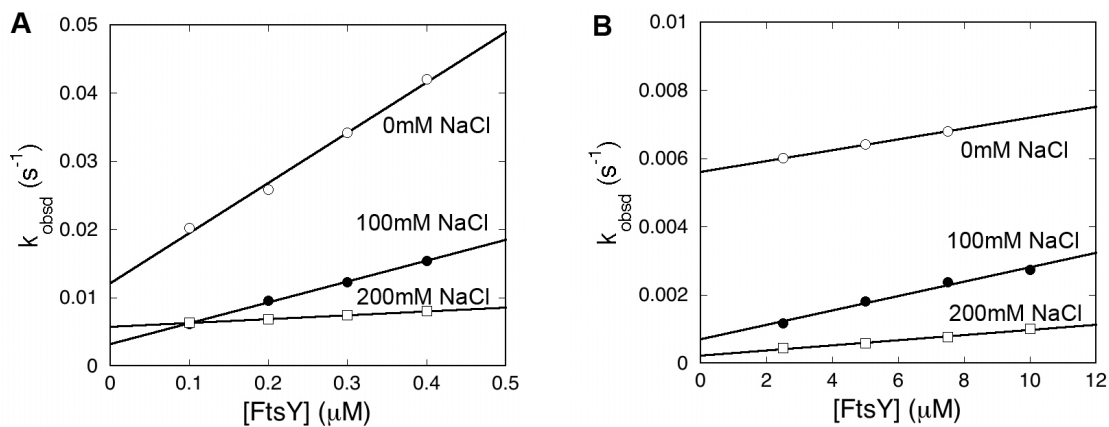 A
0.05
0.04
0.03
0.02
0.01
0
k obsd (s⁻¹)
0mM NaCl
100mM NaCl
200mM NaCl
0 0.1 0.2 0.3 0.4 0.5
[FtsY] (µM)
B
0.01
0.008
0.006
0.004
0.002
0
k obsd (s⁻¹)
0mM NaCl
100mM NaCl
200mM NaCl
0 2 4 6 8 10 12
[FtsY] (µM)